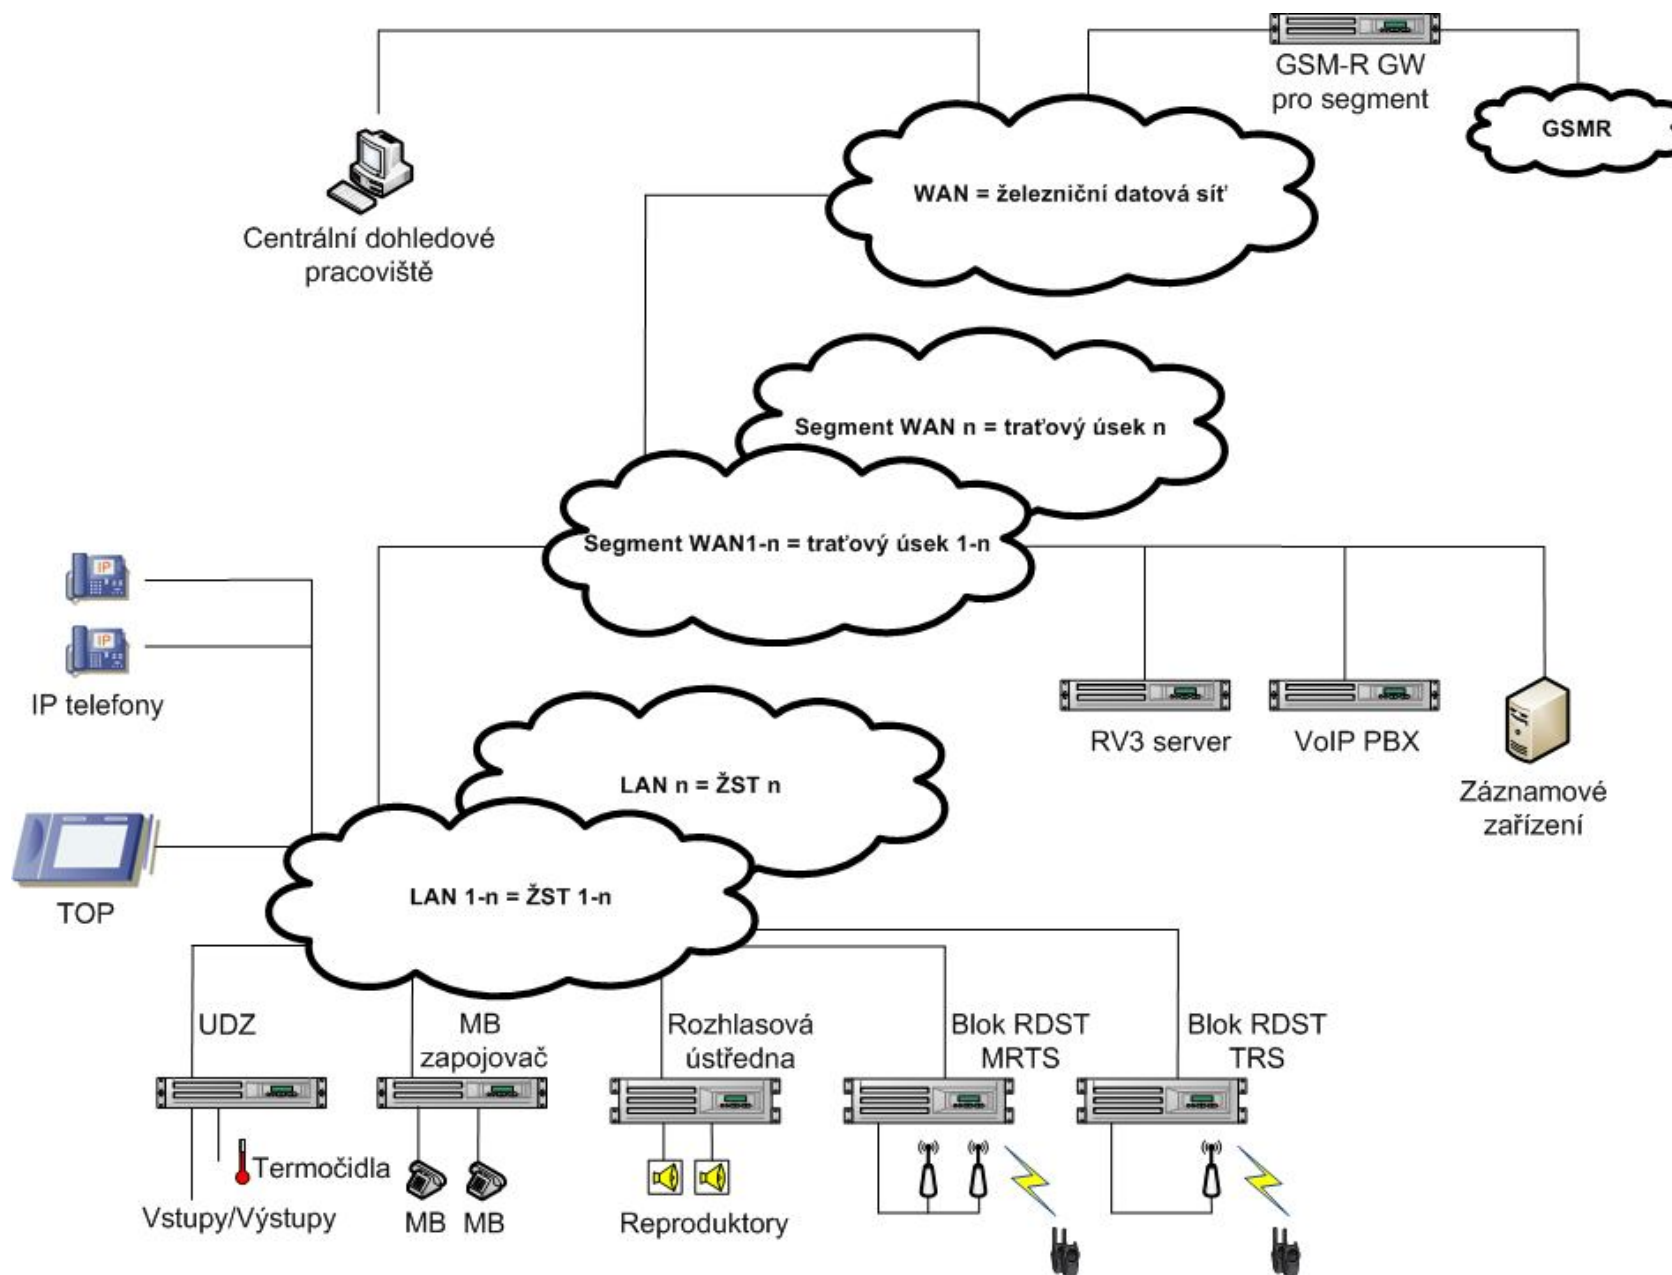 GSM-R GW
pro segment
GSMR
WAN = železniční datová síť
Centrální dohledové
pracoviště
Segment WAN n = traťový úsek n
Segment WAN1-n = traťový úsek 1-n
IP
IP
IP telefony
RV3 server
VoIP PBX
Záznamové
zařízení
LAN n = ŽST n
TOP
LAN 1-n = ŽST 1-n
UDZ
MB
zapojovač
Rozhlasová
ústředna
Blok RDST
MRTS
Blok RDST
TRS
Termočidla
Vstupy/Výstupy
MB
MB
Reproduktory